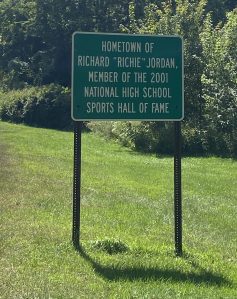 HOMETOWN OF
RICHARD "RICHIE" JORDAN,
MEMBER OF THE 2001
NATIONAL HIGH SCHOOL
SPORTS HALL OF FAME